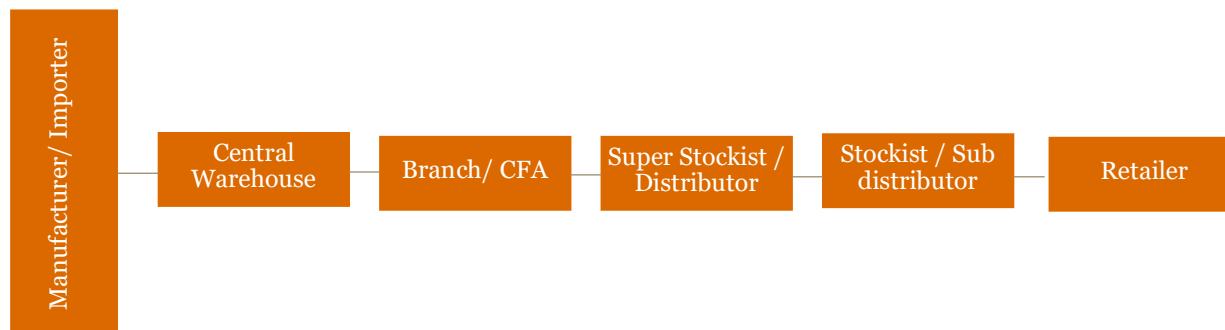 Manufacturer/ Importer
Central
Warehouse
Branch/ CFA
Super Stockist /
Distributor
Stockist / Sub
distributor
Retailer